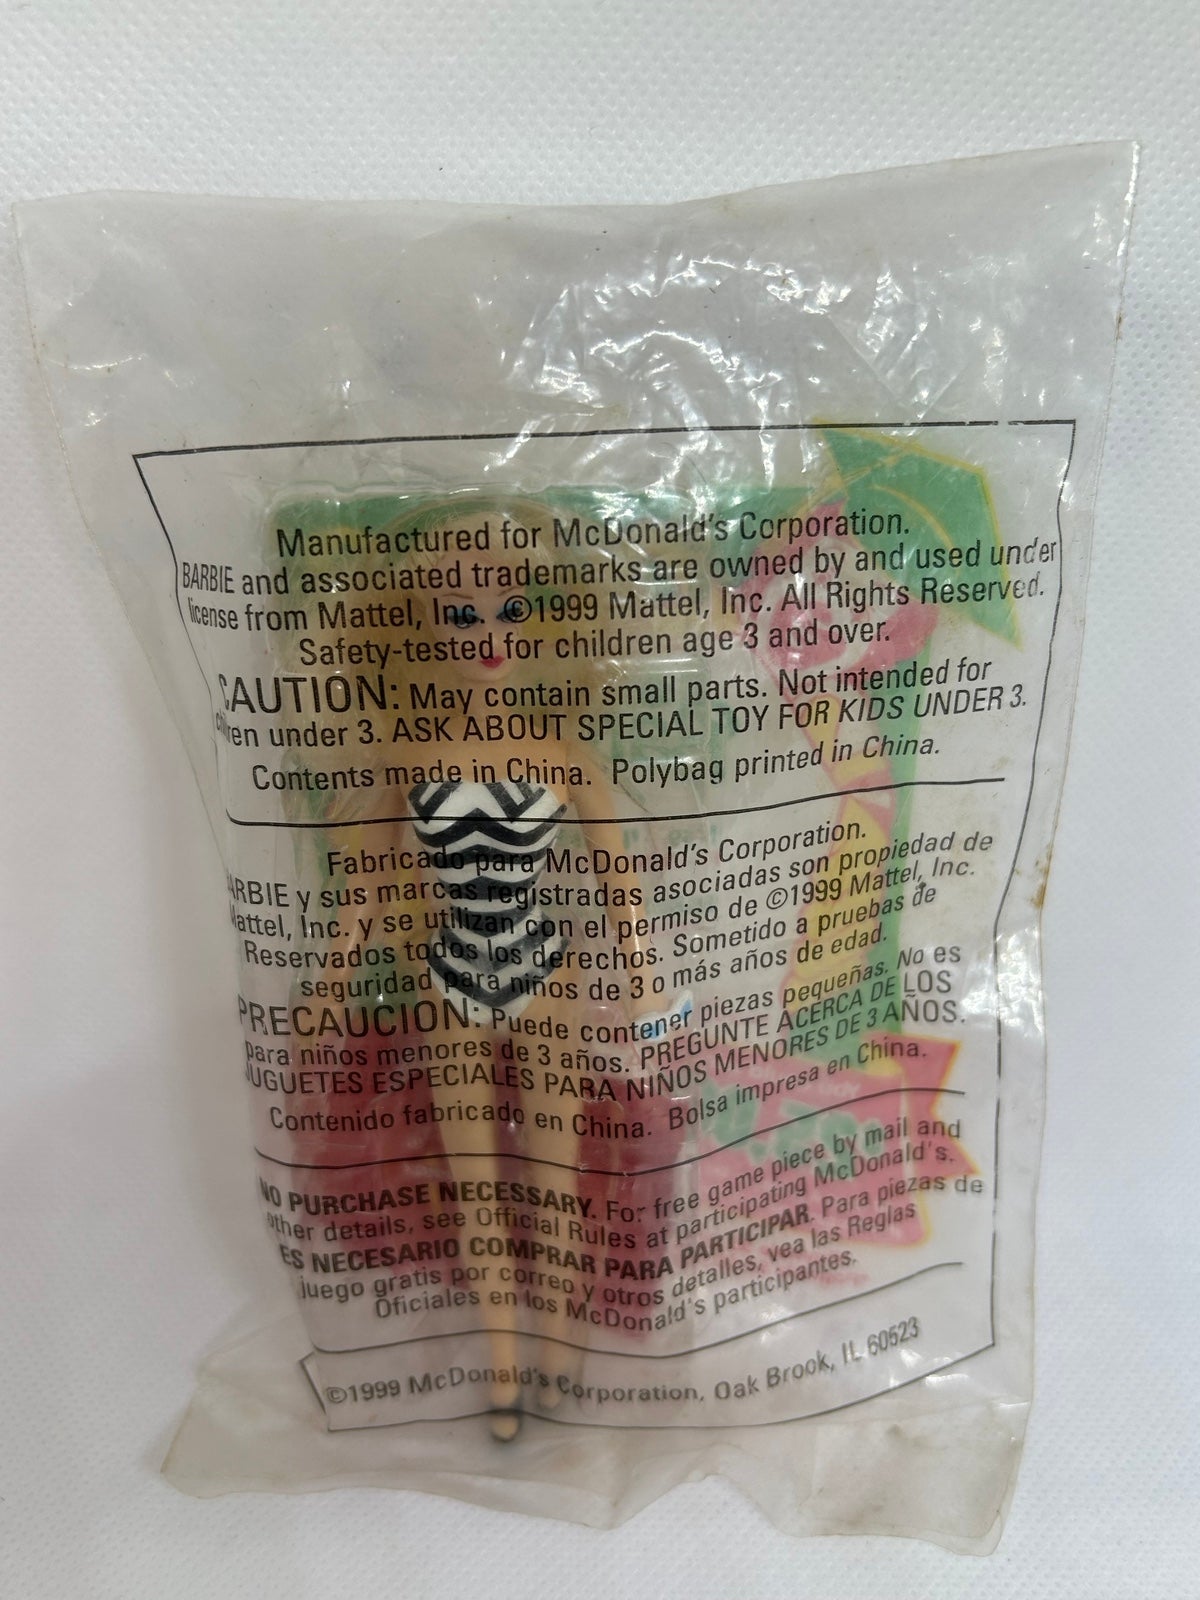 Manufactured for McDonald's Corporation.
BARBIE and associated trademarks are owned by and used under
license from Mattel, Inc. ©1999 Mattel, Inc. All Rights Reserved.
Safety-tested for children age 3 and over.
CAUTION: May contain small parts. Not intended for
children under 3. ASK ABOUT SPECIAL TOY FOR KIDS UNDER 3.
Contents made in China. Polybag printed in China.
Fabricado para McDonald's Corporation.
BARBIE y sus marcas registradas asociadas son propiedad de
Mattel, Inc. y se utilizan con el permiso de ©1999 Mattel, Inc.
Reservados todos los derechos. Sometido a pruebas de
seguridad para niños de 3 o más años de edad.
PRECAUCION: Puede contener piezas pequeñas. No es
para niños menores de 3 años. PREGUNTE ACERCA DE LOS
JUGUETES ESPECIALES PARA NIÑOS MENORES DE 3 AÑOS.
Contenido fabricado en China. Bolsa impresa en China.
NO PURCHASE NECESSARY. For free game piece by mail and
other details, see Official Rules at participating McDonald's.
ES NECESARIO COMPRAR PARA PARTICIPAR. Para piezas de
juego gratis por correo y otros detalles, vea las Reglas
Oficiales en los McDonald's participantes.
©1999 McDonald's Corporation, Oak Brook, IL 60523